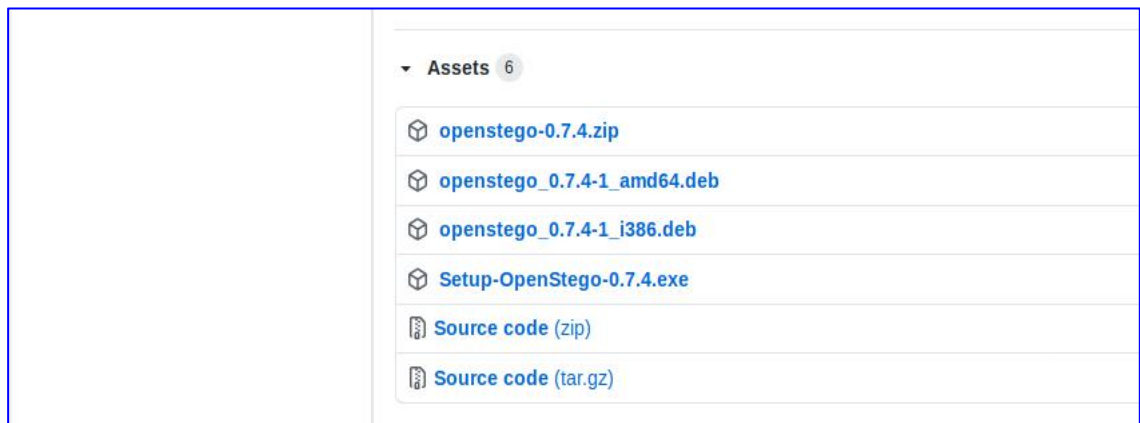 Assets 6
openstego-0.7.4.zip
openstego_0.7.4-1_amd64.deb
openstego_0.7.4-1_i386.deb
Setup-OpenStego-0.7.4.exe
Source code (zip)
Source code (tar.gz)